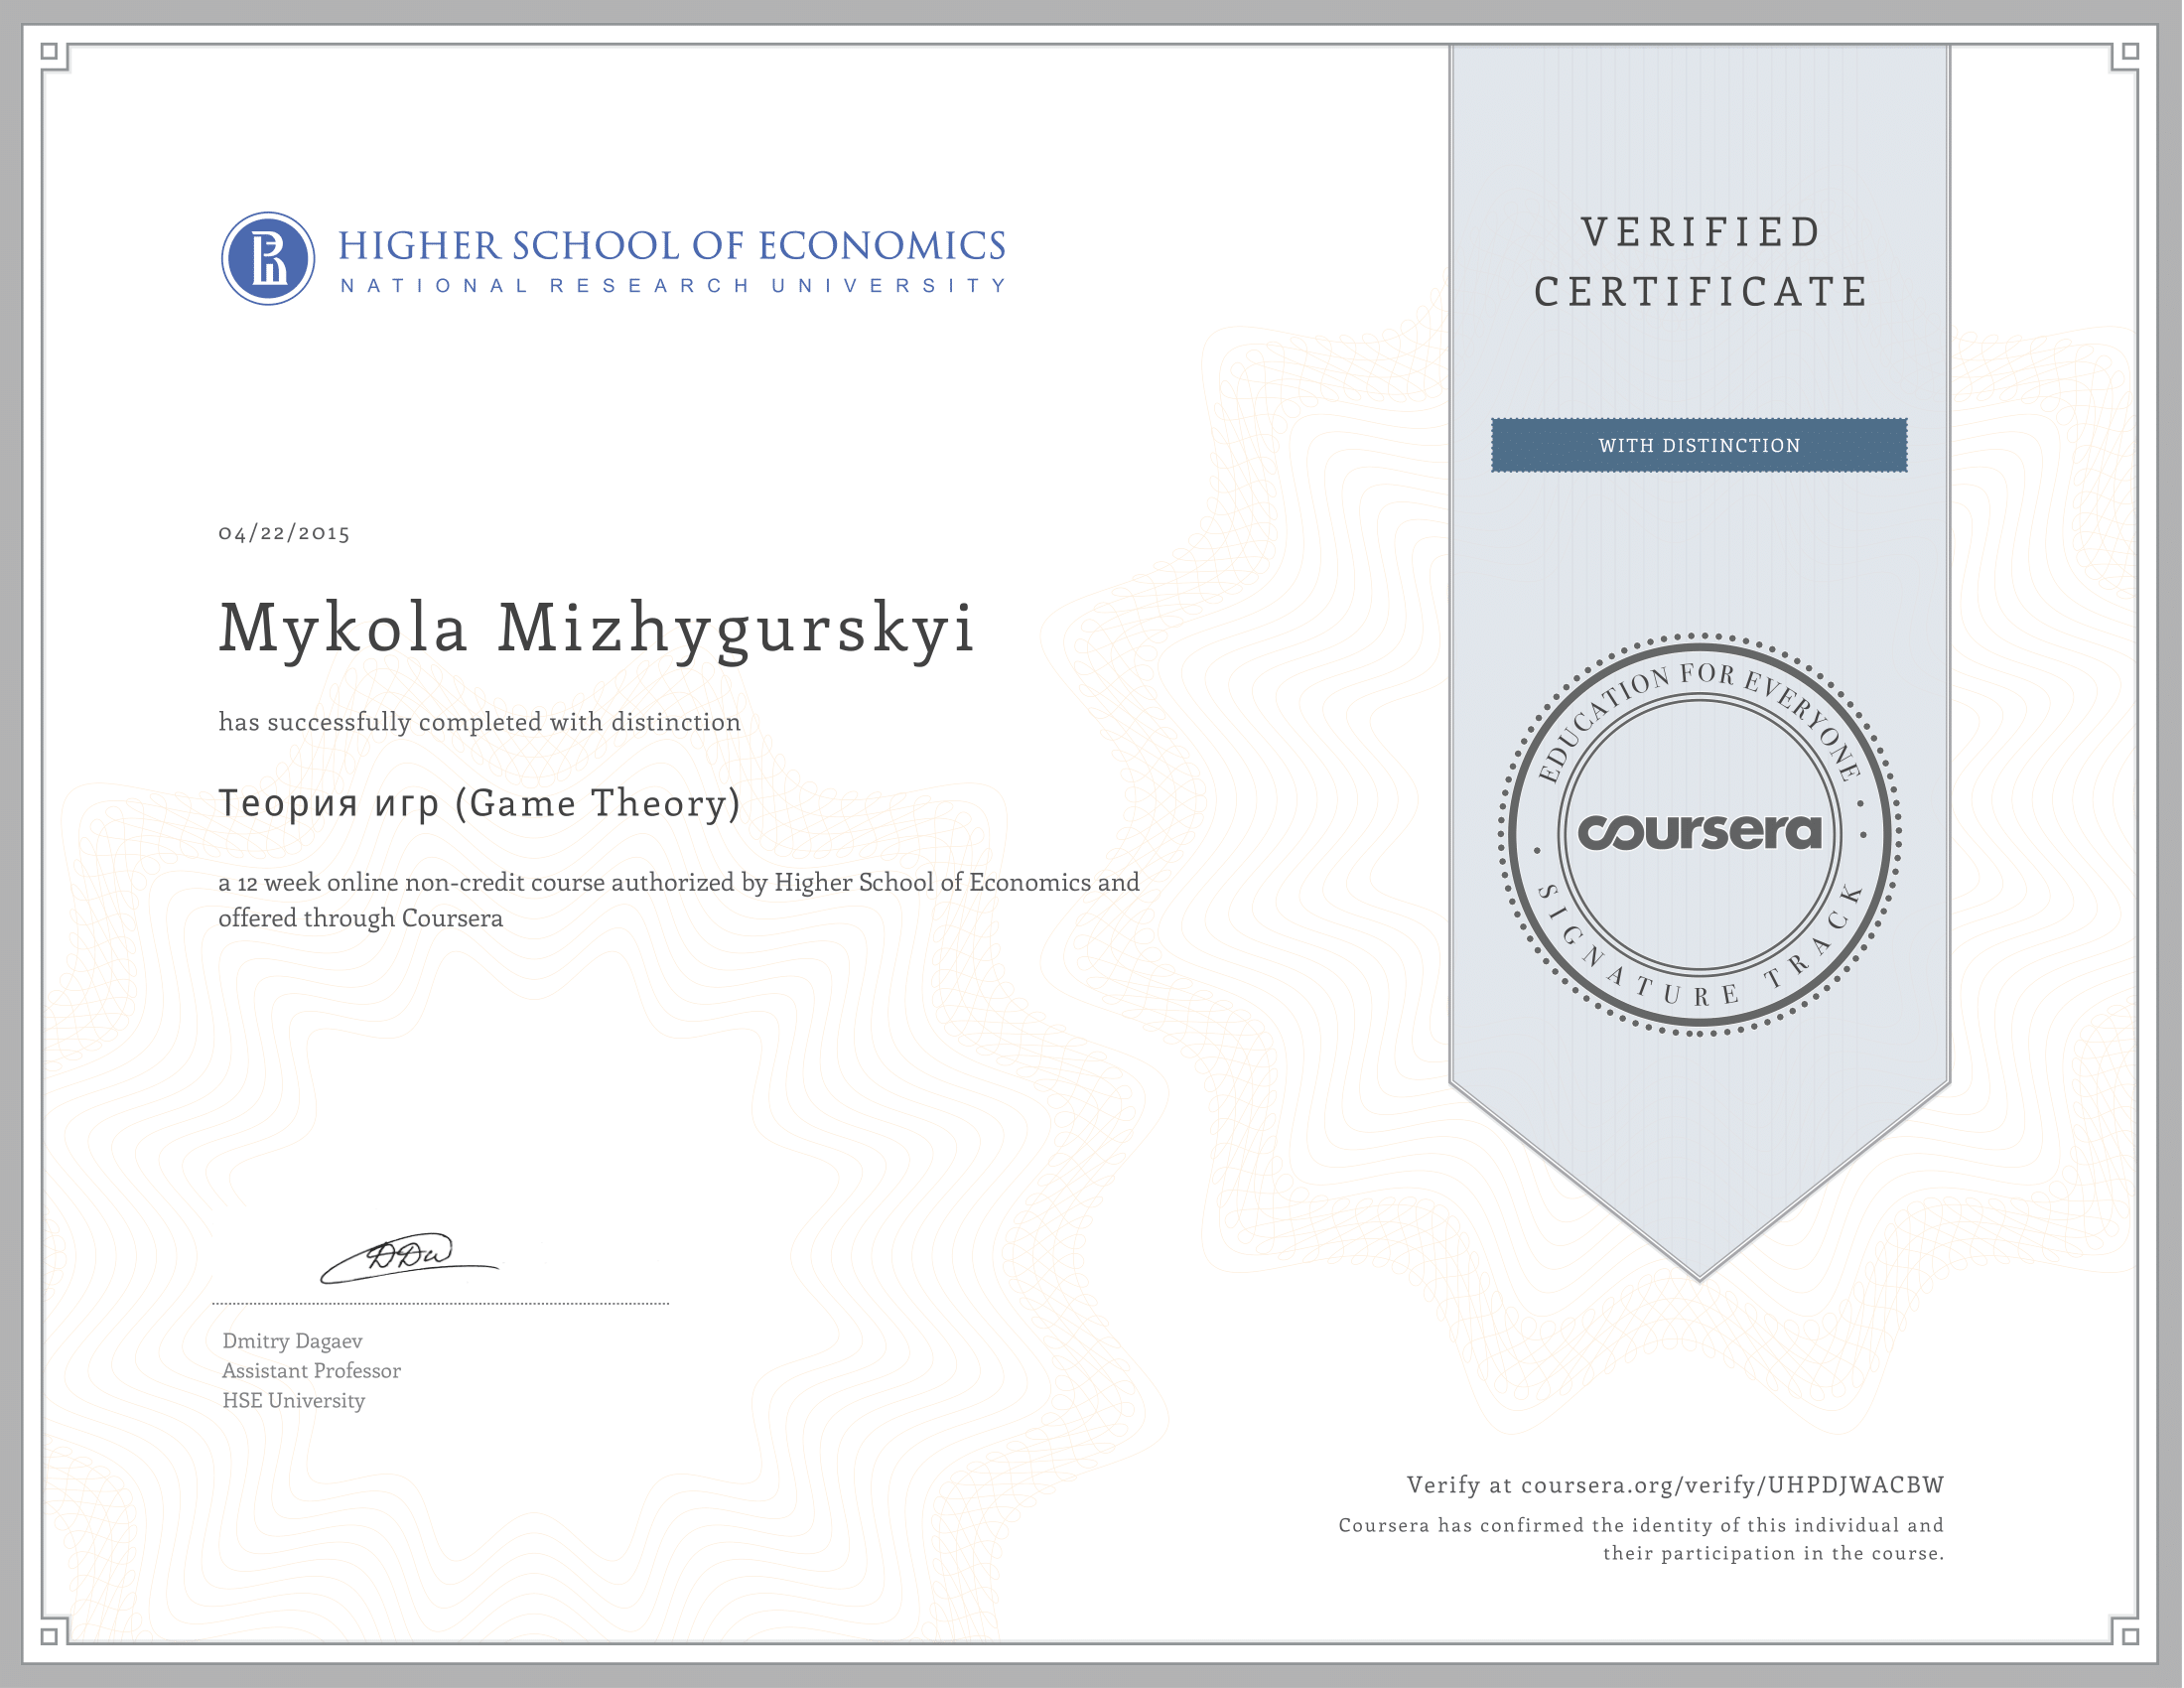 HIGHER SCHOOL OF ECONOMICS
NATIONAL RESEARCH UNIVERSITY
VERIFIED
CERTIFICATE
WITH DISTINCTION
04/22/2015
Mykola Mizhygurskyi
has successfully completed with distinction
Теория игр (Game Theory)
a 12 week online non-credit course authorized by Higher School of Economics and
offered through Coursera
EDUCATION FOR EVERYONE
coursera
SIGNATURE TRACK
Dmitry Dagaev
Assistant Professor
HSE University
Verify at coursera.org/verify/UHPDJWACBW
Coursera has confirmed the identity of this individual and
their participation in the course.